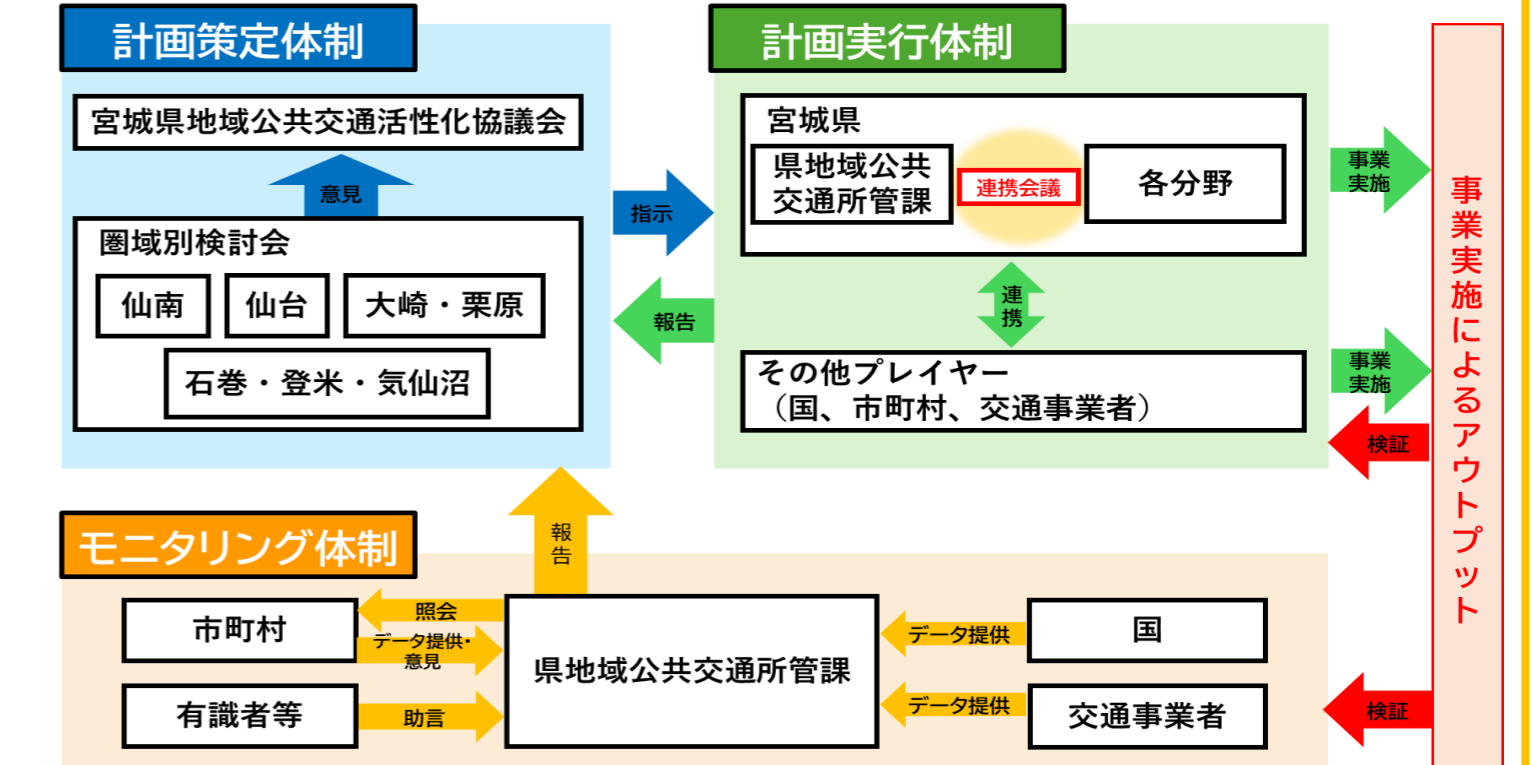 計画策定体制
宮城県地域公共交通活性化協議会
意見
圏域別検討会
仙南
仙台
大崎・栗原
石巻・登米・気仙沼
指示
報告
計画実行体制
宮城県
県地域公共
交通所管課
連携会議
各分野
連
携
その他プレイヤー
（国、市町村、交通事業者）
事業
実施
事業
実施
検証
事業実施によるアウトプット
モニタリング体制
報
告
市町村
照会
データ提供・
意見
有識者等
助言
県地域公共交通所管課
データ提供
国
データ提供
交通事業者
検証